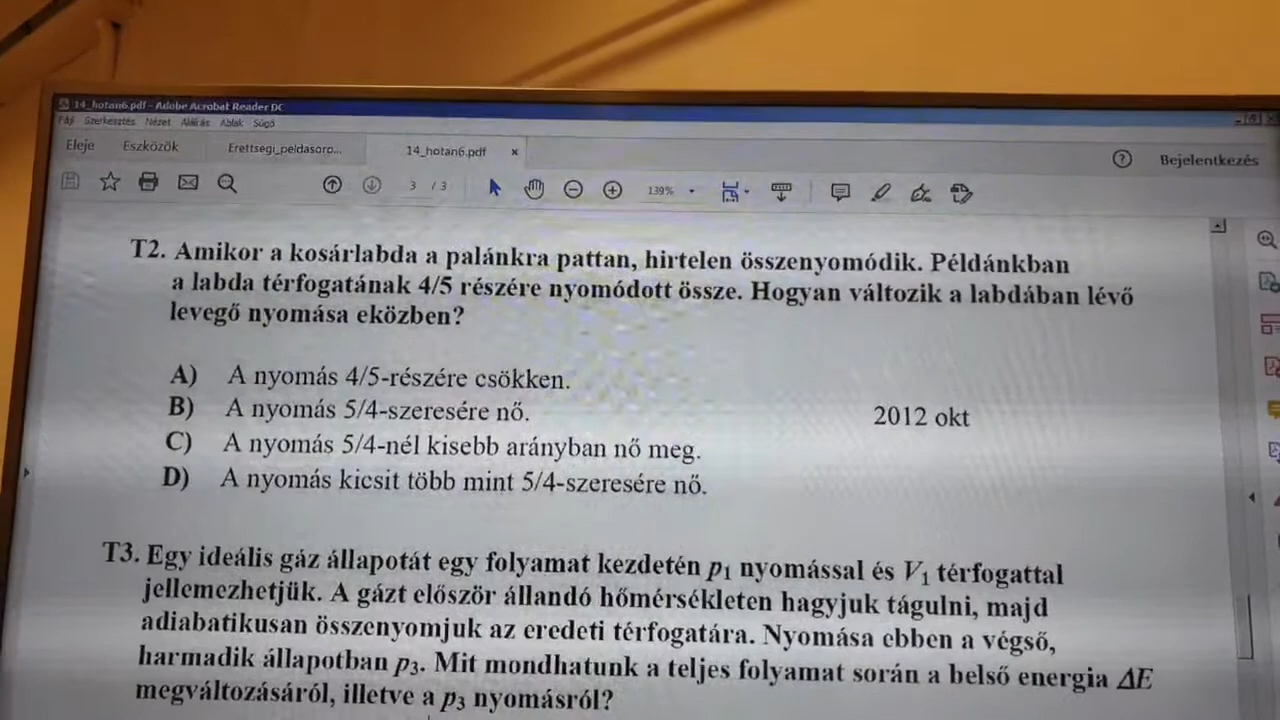 14_hotan6.pdf - Adobe Acrobat Reader DC
Fájl Szerkesztés Nézet Aláírás Ablak Súgó
Eleje Eszközök Erettsegi_peldasoro... 14_hotan6.pdf × ? Bejelentkezés
3 / 3 139%
T2. Amikor a kosárlabda a palánkra pattan, hirtelen összenyomódik. Példánkban
a labda térfogatának 4/5 részére nyomódott össze. Hogyan változik a labdában lévő
levegő nyomása eközben?
A) A nyomás 4/5-részére csökken.
B) A nyomás 5/4-szeresére nő.
2012 okt
C) A nyomás 5/4-nél kisebb arányban nő meg.
D) A nyomás kicsit több mint 5/4-szeresére nő.
T3. Egy ideális gáz állapotát egy folyamat kezdetén p₁ nyomással és V₁ térfogattal
jellemezhetjük. A gázt először állandó hőmérsékleten hagyjuk tágulni, majd
adiabatikusan összenyomjuk az eredeti térfogatára. Nyomása ebben a végső,
harmadik állapotban p₃. Mit mondhatunk a teljes folyamat során a belső energia ΔE
megváltozásáról, illetve a p₃ nyomásról?